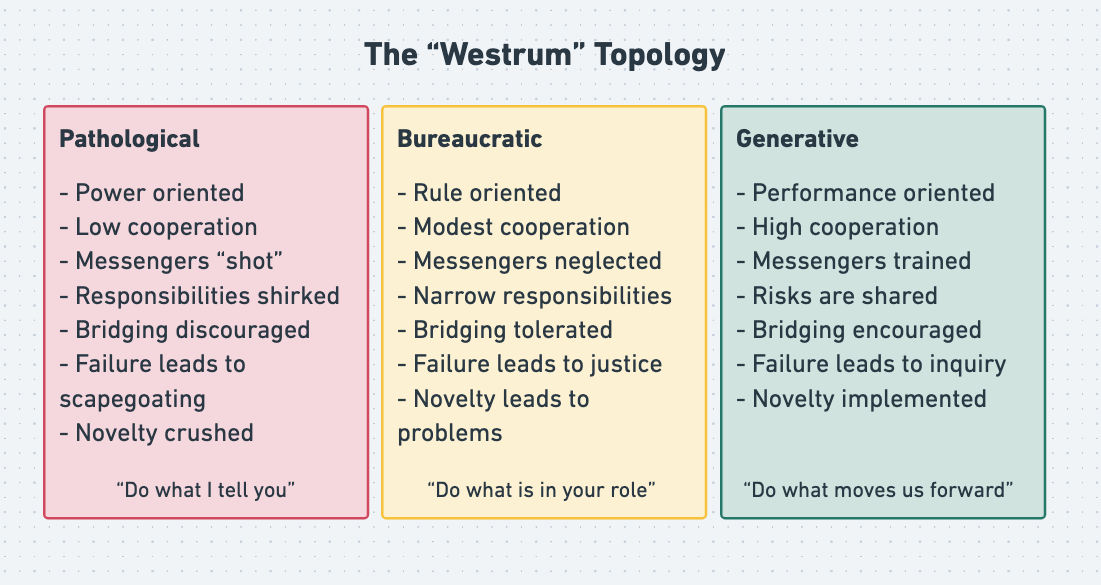 The “Westrum” Topology
Pathological
- Power oriented
- Low cooperation
- Messengers “shot”
- Responsibilities shirked
- Bridging discouraged
- Failure leads to
scapegoating
- Novelty crushed
“Do what I tell you”
Bureaucratic
- Rule oriented
- Modest cooperation
- Messengers neglected
- Narrow responsibilities
- Bridging tolerated
- Failure leads to justice
- Novelty leads to
problems
“Do what is in your role”
Generative
- Performance oriented
- High cooperation
- Messengers trained
- Risks are shared
- Bridging encouraged
- Failure leads to inquiry
- Novelty implemented
“Do what moves us forward”